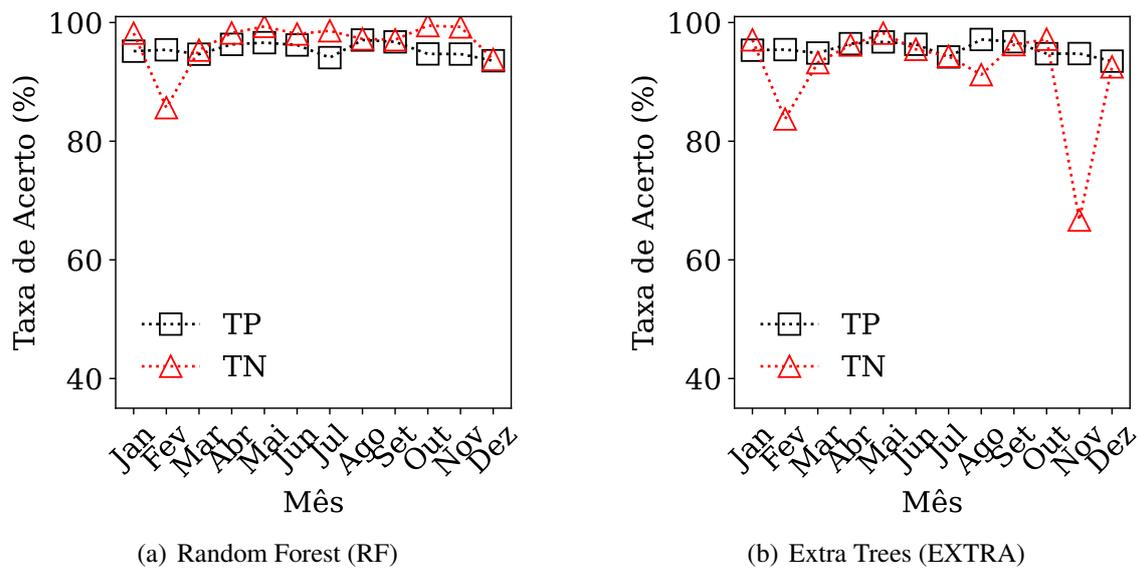 100
80
60
40
Taxa de Acerto (%)
TP
TN
Jan
Fev
Mar
Abr
Mai
Jun
Jul
Ago
Set
Out
Nov
Dez
Mês
(a) Random Forest (RF)
100
80
60
40
Taxa de Acerto (%)
TP
TN
Jan
Fev
Mar
Abr
Mai
Jun
Jul
Ago
Set
Out
Nov
Dez
Mês
(b) Extra Trees (EXTRA)